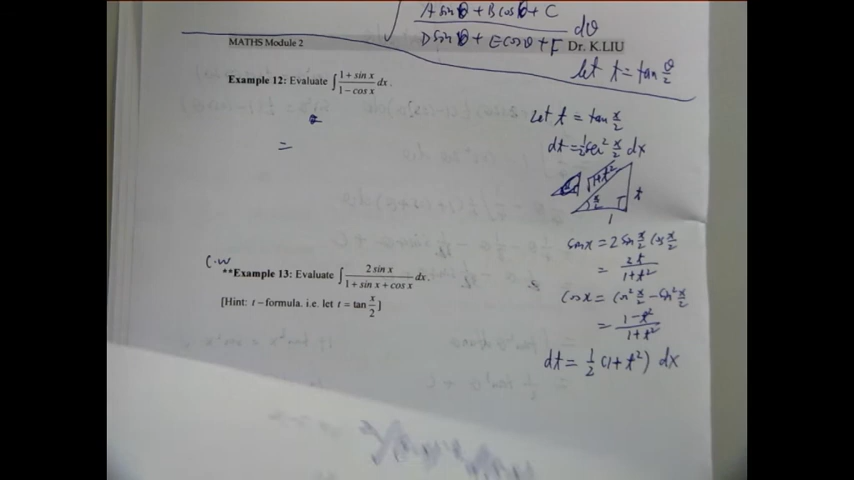 ∫ (A sin θ + B cos θ + C)/(D sin θ + E cos θ + F) dθ
MATHS Module 2 Dr. K.LIU
let t = tan θ/2
Example 12: Evaluate ∫ (1 + sin x)/(1 − cos x) dx.
=
Let t = tan x/2
dt = ½ sec² x/2 dx
√1+t²
x/2
t
1
sin x = 2 sin x/2 cos x/2
= 2t/(1+t²)
cos x = cos² x/2 − sin² x/2
= (1−t²)/(1+t²)
dt = 1/2 (1+t²) dx
C.W
**Example 13: Evaluate ∫ (2 sin x)/(1 + sin x + cos x) dx.
[Hint: t − formula. i.e. let t = tan x/2]